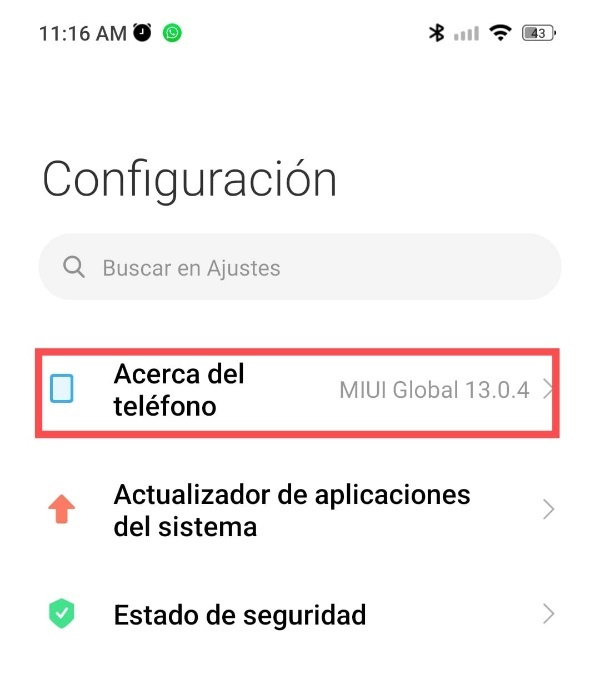 11:16 AM 43
Configuración
Buscar en Ajustes
Acerca del
teléfono
MIUI Global 13.0.4
Actualizador de aplicaciones
del sistema
Estado de seguridad